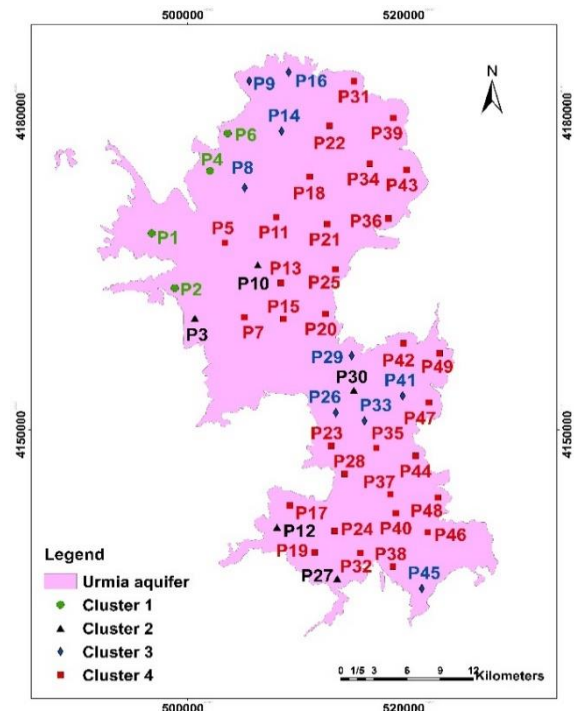 500000 520000
N
P16
P9
P31
4180000 4180000
P14
P39
P6
P22
P4
P34
P8
P43
P18
P36
P5
P11
P1
P21
P13
P25
P10
P2
P15
P3
P7
P20
P42
P29
P49
P30
P41
P26
P33
P47
4150000 4150000
P23
P35
P28
P44
P37
P17
P48
P12
P24
P40
P46
P19
P38
P32
P27
P45
Legend
Urmia aquifer
Cluster 1
Cluster 2
Cluster 3
Cluster 4
0 1/5 3 6 9 12
Kilometers
500000 520000